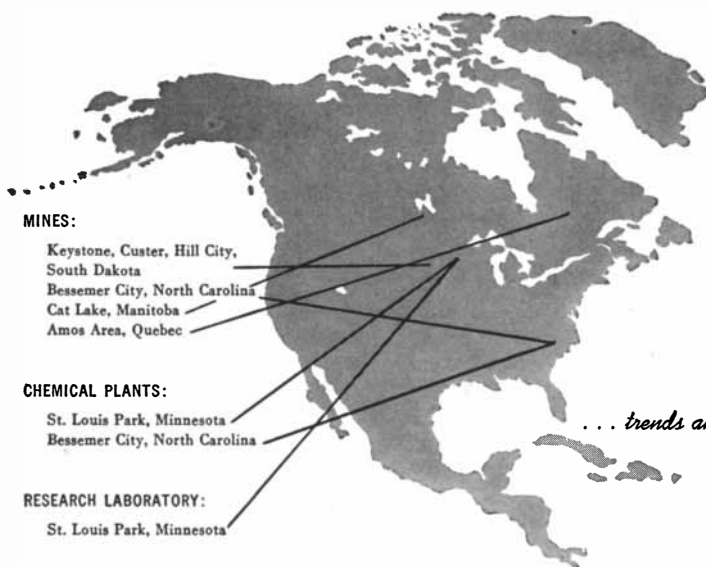 MINES:
Keystone, Custer, Hill City,
South Dakota
Bessemer City, North Carolina
Cat Lake, Manitoba
Amos Area, Quebec
CHEMICAL PLANTS:
St. Louis Park, Minnesota
Bessemer City, North Carolina
... trends
RESEARCH LABORATORY:
St. Louis Park, Minnesota